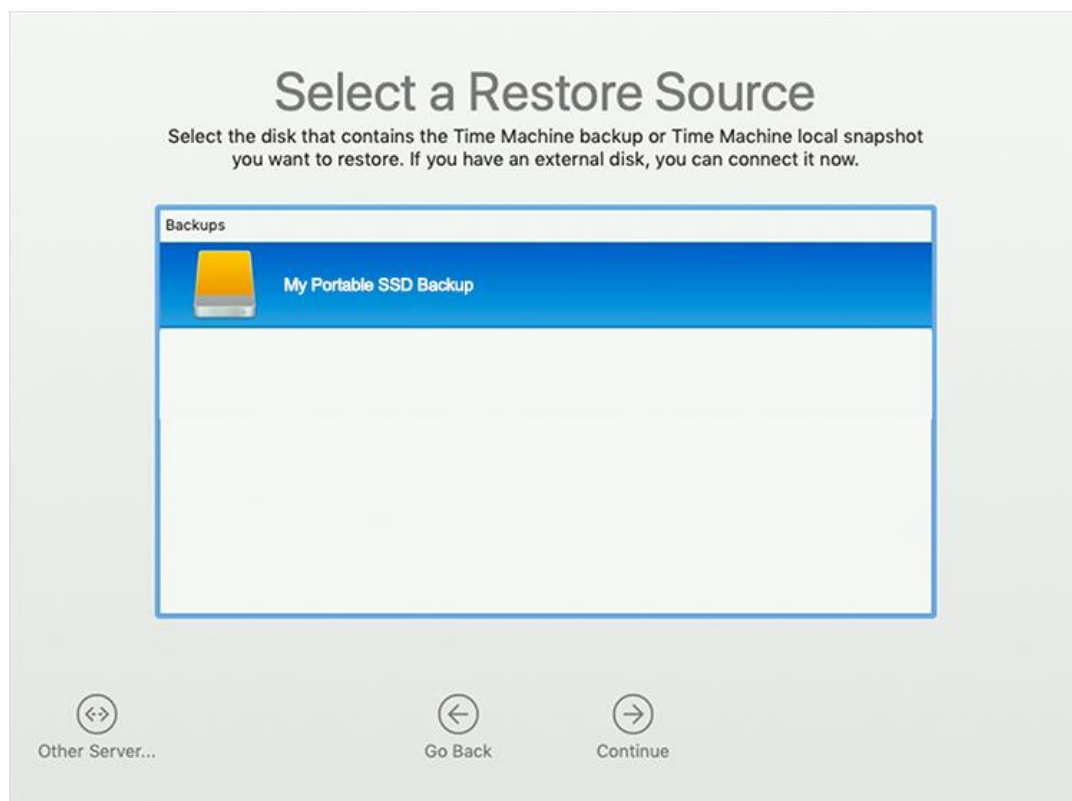 Select a Restore Source
Select the disk that contains the Time Machine backup or Time Machine local snapshot
you want to restore. If you have an external disk, you can connect it now.
Backups
My Portable SSD Backup
Other Server...
Go Back
Continue